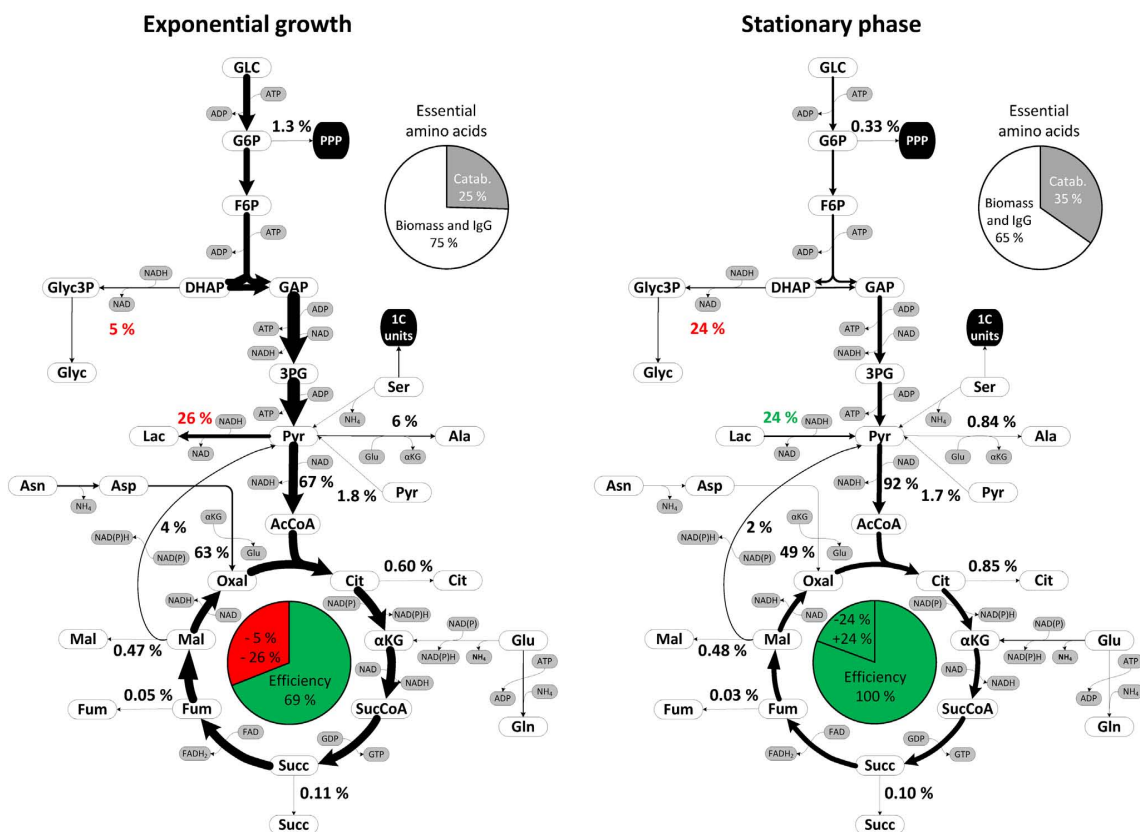 Exponential growth
GLC
ATP
ADP
1.3 %
G6P
PPP
F6P
ATP
ADP
Essential
amino acids
Catab.
25 %
Biomass and IgG
75 %
Glyc3P
NADH
NAD
DHAP
GAP
5 %
Glyc
ADP
ATP
NAD
NADH
1C
units
3PG
ADP
ATP
Ser
NH₄
26 %
NADH
Lac
NAD
Pyr
6 %
Ala
Glu
αKG
NAD
NADH
67 %
1.8 %
Pyr
Asn
NH₄
Asp
AcCoA
4 %
NAD(P)H
NAD(P)
αKG
Glu
63 %
Oxal
Cit
0.60 %
Cit
NADH
NAD
NAD(P)
NAD(P)H
Mal
0.47 %
Mal
αKG
NAD(P)
NAD(P)H
NH₄
Glu
- 5 %
- 26 %
Efficiency
69 %
NAD
NADH
ATP
ADP
NH₄
Gln
Fum
0.05 %
Fum
SucCoA
FAD
FADH₂
GDP
GTP
Succ
0.11 %
Succ
Stationary phase
GLC
ATP
ADP
0.33 %
G6P
PPP
F6P
ATP
ADP
Essential
amino acids
Catab.
35 %
Biomass
and IgG
65 %
Glyc3P
NADH
NAD
DHAP
GAP
24 %
Glyc
ADP
ATP
NAD
NADH
1C
units
3PG
ADP
ATP
Ser
NH₄
24 %
NADH
Lac
NAD
Pyr
0.84 %
Ala
Glu
αKG
NAD
NADH
92 %
1.7 %
Pyr
Asn
NH₄
Asp
AcCoA
2 %
NAD(P)H
NAD(P)
αKG
Glu
49 %
Oxal
Cit
0.85 %
Cit
NADH
NAD
NAD(P)
NAD(P)H
Mal
0.48 %
Mal
αKG
NAD(P)
NAD(P)H
NH₄
Glu
-24 %
+24 %
Efficiency
100 %
NAD
NADH
ATP
ADP
NH₄
Gln
Fum
0.03 %
Fum
SucCoA
FAD
FADH₂
GDP
GTP
Succ
0.10 %
Succ